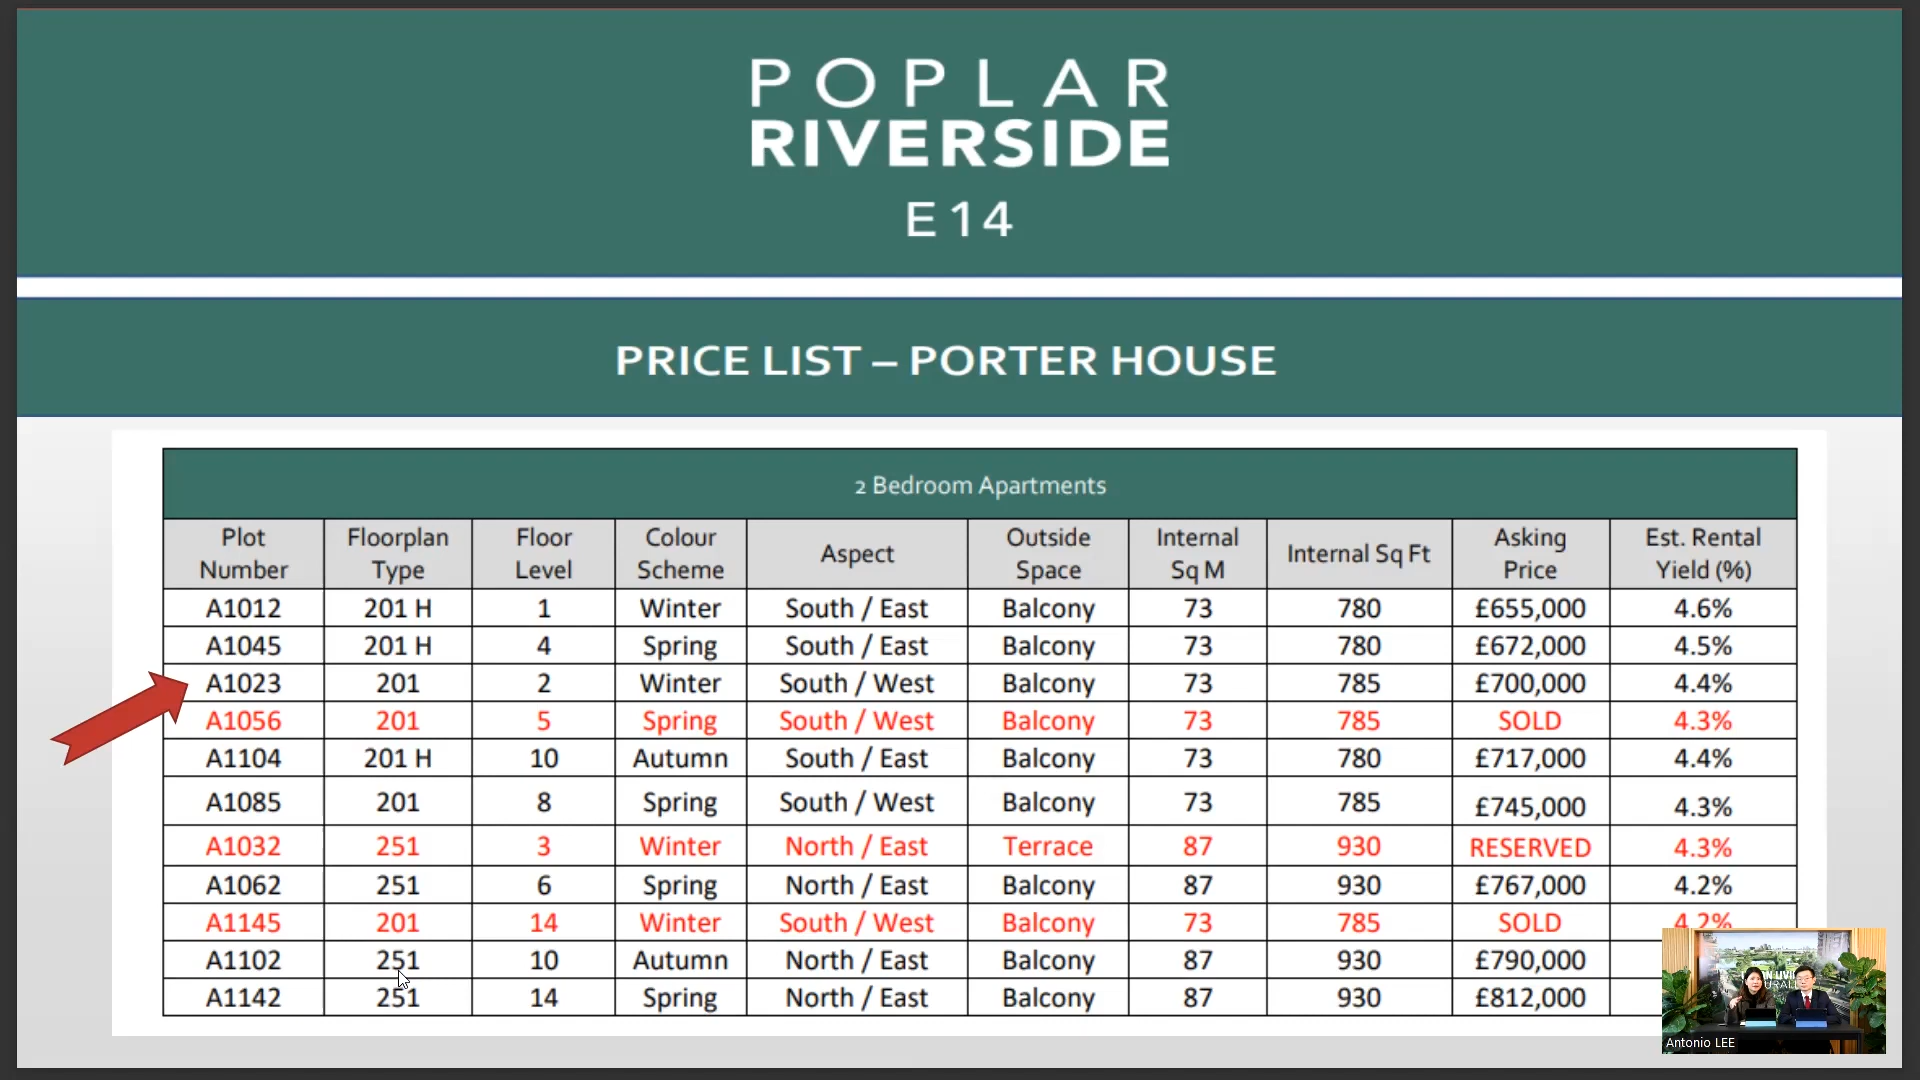 POPLAR
RIVERSIDE
E14
PRICE LIST – PORTER HOUSE
2 Bedroom Apartments
Plot Number Floorplan Type Floor Level Colour Scheme Aspect Outside Space Internal Sq M Internal Sq Ft Asking Price Est. Rental Yield (%)
A1012 201 H 1 Winter South / East Balcony 73 780 £655,000 4.6%
A1045 201 H 4 Spring South / East Balcony 73 780 £672,000 4.5%
A1023 201 2 Winter South / West Balcony 73 785 £700,000 4.4%
A1056 201 5 Spring South / West Balcony 73 785 SOLD 4.3%
A1104 201 H 10 Autumn South / East Balcony 73 780 £717,000 4.4%
A1085 201 8 Spring South / West Balcony 73 785 £745,000 4.3%
A1032 251 3 Winter North / East Terrace 87 930 RESERVED 4.3%
A1062 251 6 Spring North / East Balcony 87 930 £767,000 4.2%
A1145 201 14 Winter South / West Balcony 73 785 SOLD 4.2%
A1102 251 10 Autumn North / East Balcony 87 930 £790,000
A1142 251 14 Spring North / East Balcony 87 930 £812,000
Antonio LEE